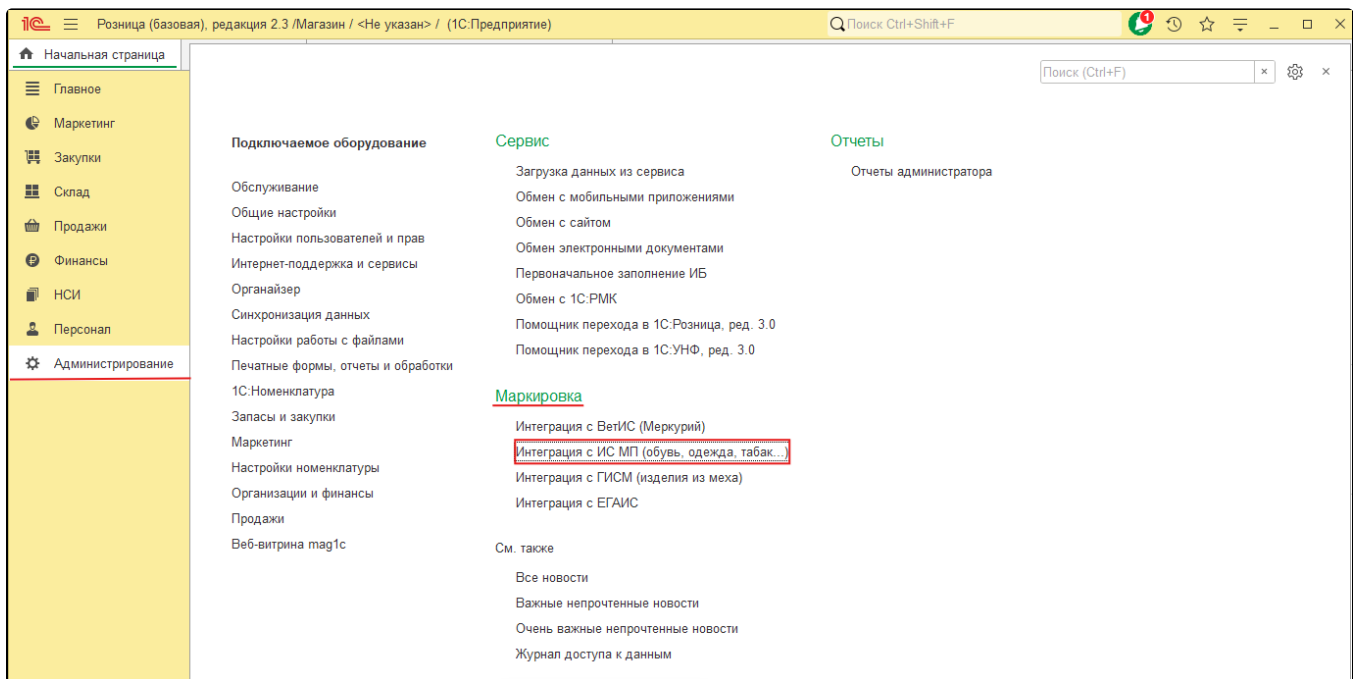 1С Розница (базовая), редакция 2.3 /Магазин / <Не указан> / (1С:Предприятие)
Поиск Ctrl+Shift+F
1
Начальная страница
Поиск (Ctrl+F)
Главное
Маркетинг
Закупки
Склад
Продажи
Финансы
НСИ
Персонал
Администрирование
Подключаемое оборудование
Обслуживание
Общие настройки
Настройки пользователей и прав
Интернет-поддержка и сервисы
Органайзер
Синхронизация данных
Настройки работы с файлами
Печатные формы, отчеты и обработки
1С:Номенклатура
Запасы и закупки
Маркетинг
Настройки номенклатуры
Организации и финансы
Продажи
Веб-витрина mag1c
Сервис
Загрузка данных из сервиса
Обмен с мобильными приложениями
Обмен с сайтом
Обмен электронными документами
Первоначальное заполнение ИБ
Обмен с 1С:РМК
Помощник перехода в 1С:Розница, ред. 3.0
Помощник перехода в 1С:УНФ, ред. 3.0
Маркировка
Интеграция с ВетИС (Меркурий)
Интеграция с ИС МП (обувь, одежда, табак...)
Интеграция с ГИСМ (изделия из меха)
Интеграция с ЕГАИС
См. также
Все новости
Важные непрочтенные новости
Очень важные непрочтенные новости
Журнал доступа к данным
Отчеты
Отчеты администратора